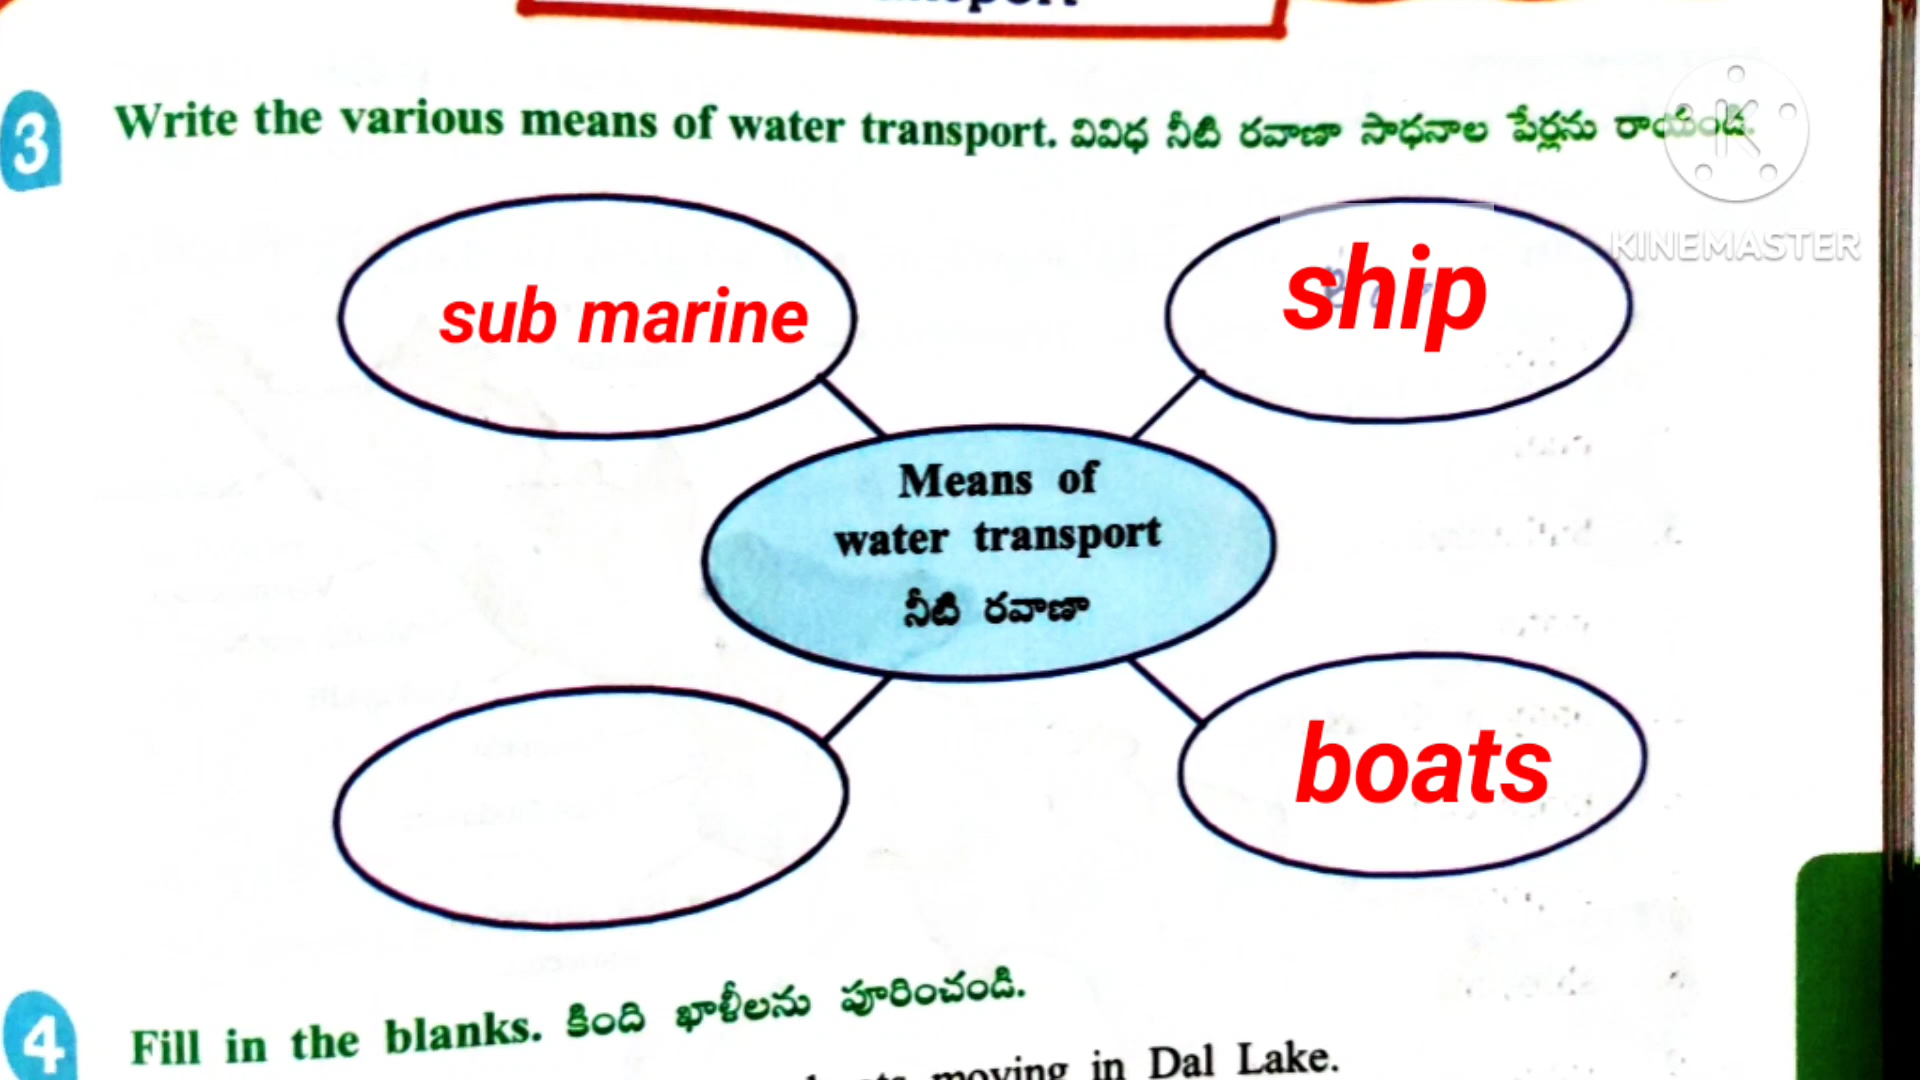 3
Write the various means of water transport. వివిధ నీటి రవాణా సాధనాల పేర్లను రాయండి.
KINEMASTER
sub marine
ship
Means of
water transport
నీటి రవాణా
boats
4
Fill in the blanks. కింది ఖాళీలను పూరించండి.
moving in Dal Lake.